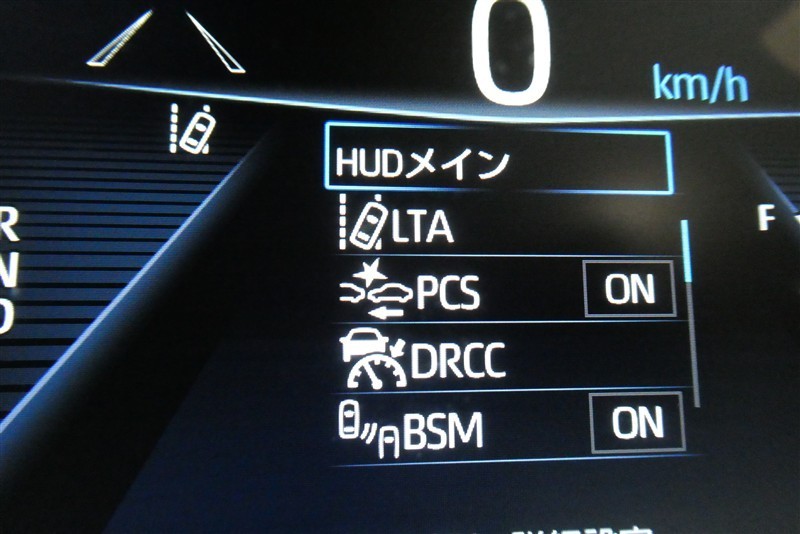 0
km/h
HUDメイン
LTA
PCS ON
DRCC
BSM ON
R
N
D
F